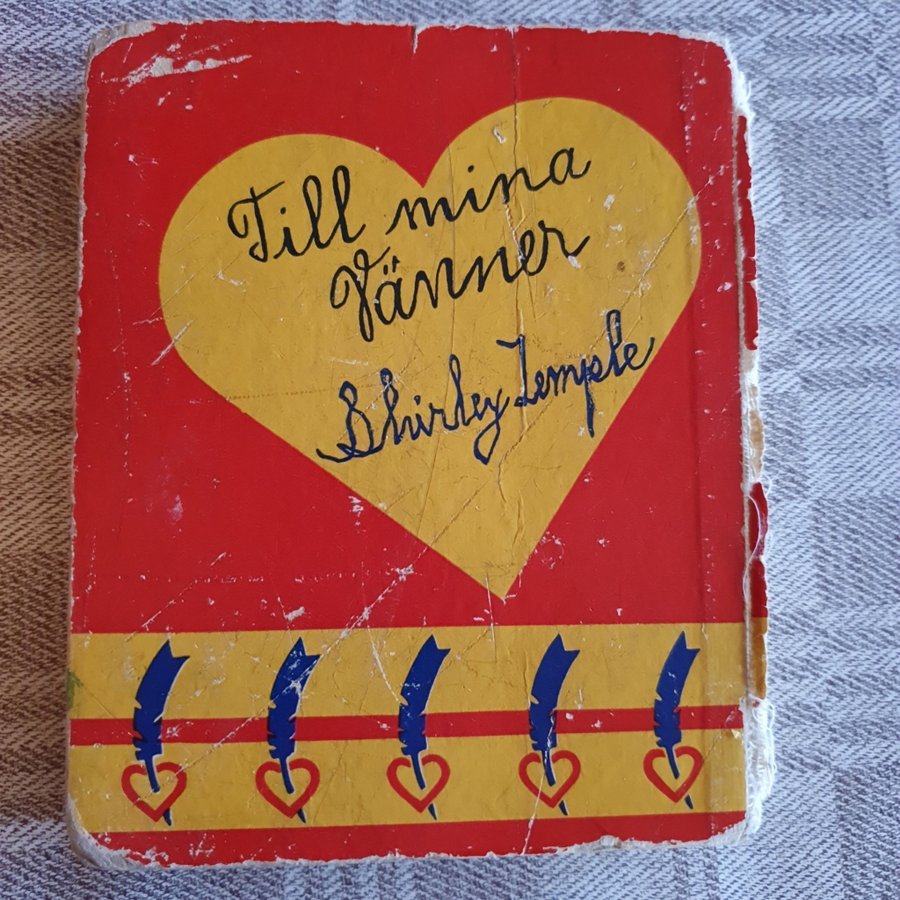 Till mina
Vänner
Shirley Temple